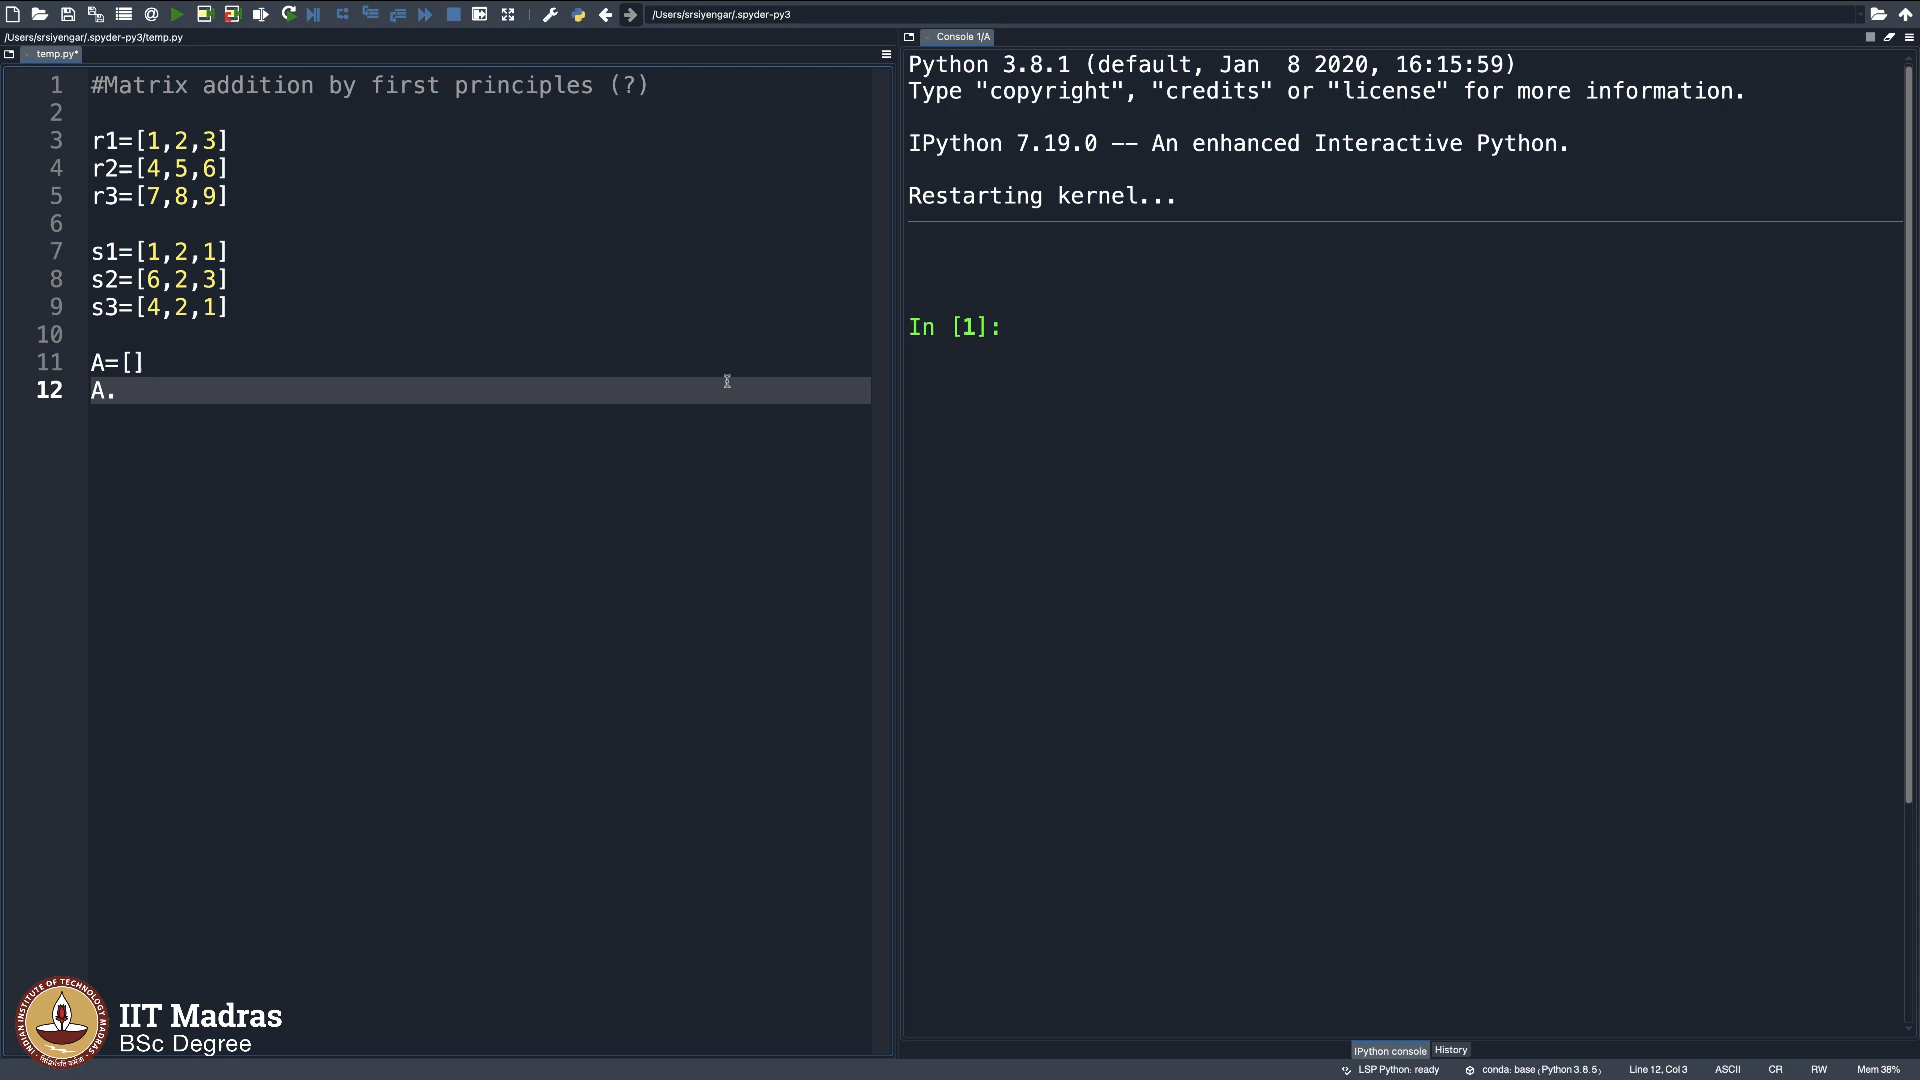 /Users/srsiyengar/.spyder-py3
/Users/srsiyengar/.spyder-py3/temp.py
temp.py*
1 #Matrix addition by first principles (?)
2
3 r1=[1,2,3]
4 r2=[4,5,6]
5 r3=[7,8,9]
6
7 s1=[1,2,1]
8 s2=[6,2,3]
9 s3=[4,2,1]
10
11 A=[]
12 A.
Console 1/A
Python 3.8.1 (default, Jan  8 2020, 16:15:59)
Type "copyright", "credits" or "license" for more information.
IPython 7.19.0 -- An enhanced Interactive Python.
Restarting kernel...
In [1]:
IIT Madras
BSc Degree
IPython console History
LSP Python: ready conda: base (Python 3.8.5) Line 12, Col 3 ASCII CR RW Mem 38%